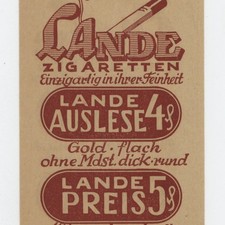 LANDE
ZIGARETTEN
Einzigartig in ihrer Feinheit
LANDE
AUSLESE 4₰
Gold · flach
ohne Mdst. dick · rund
LANDE
PREIS 5₰